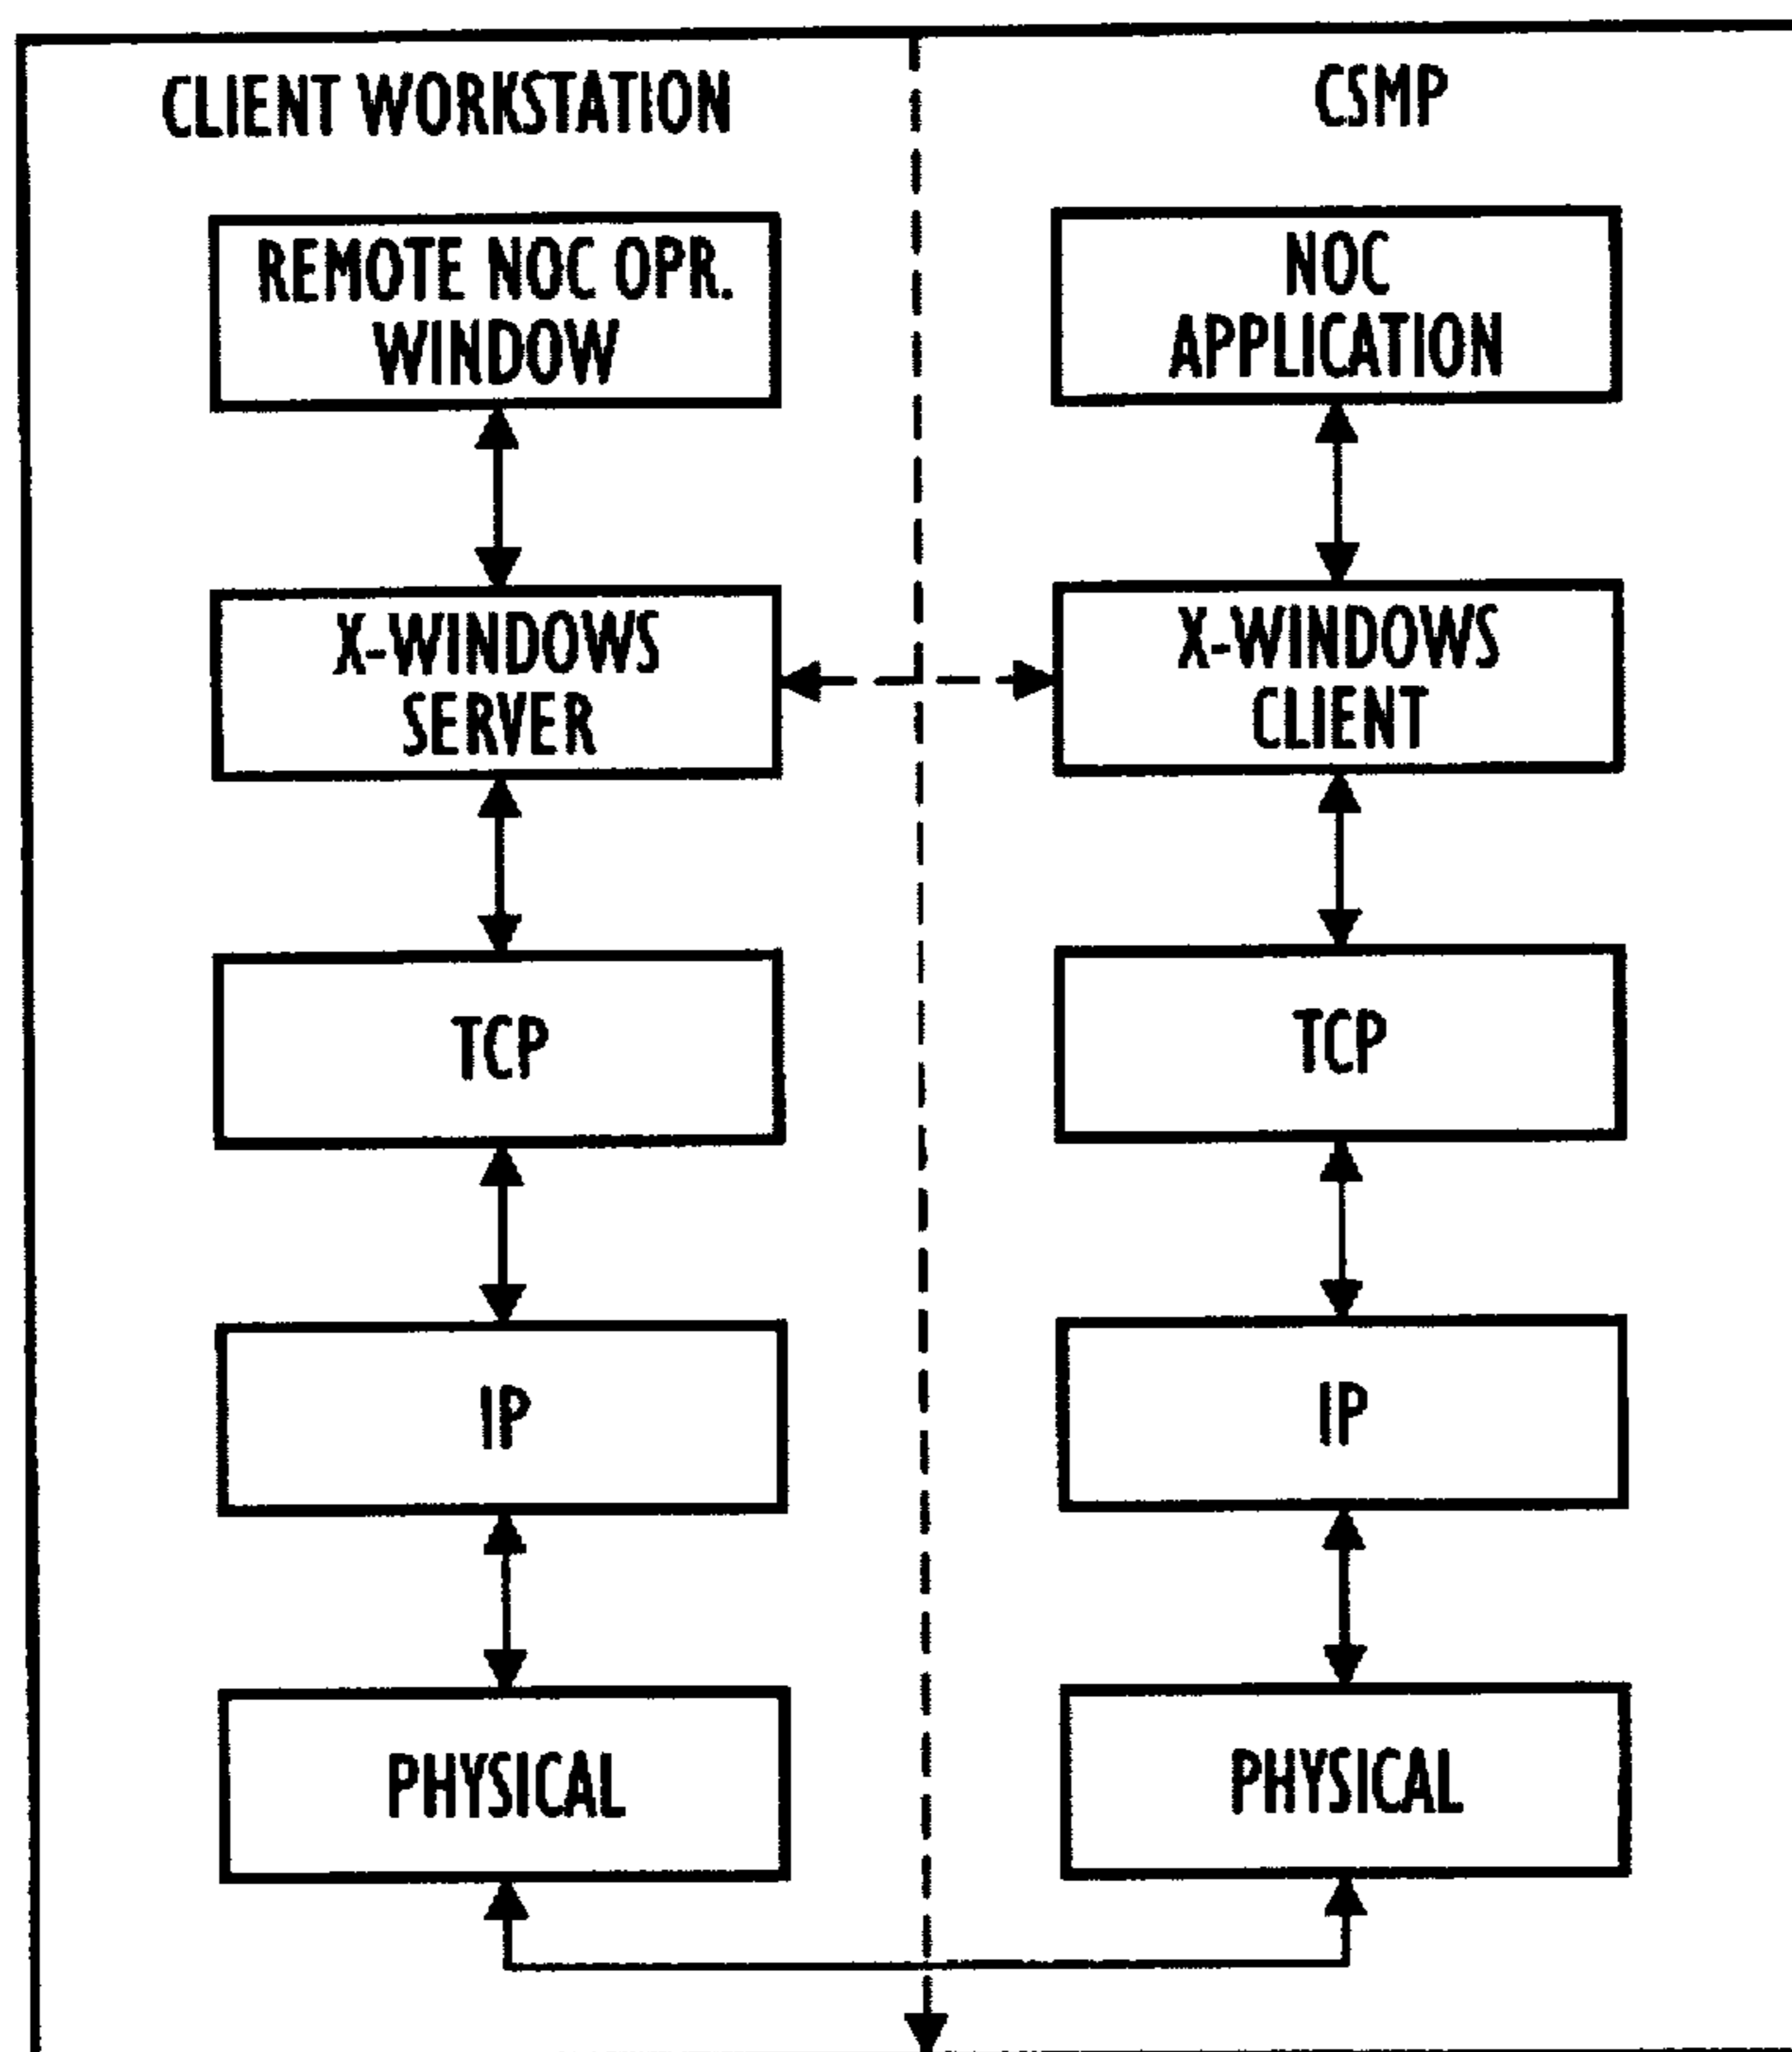 CLIENT WORKSTATION
CSMP
REMOTE NOC OPR.
WINDOW
NOC
APPLICATION
X-WINDOWS
SERVER
X-WINDOWS
CLIENT
TCP
TCP
IP
IP
PHYSICAL
PHYSICAL